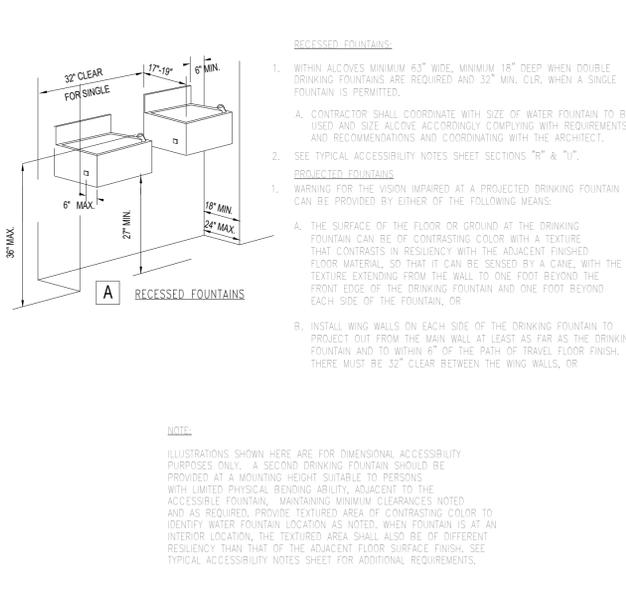 32" CLEAR
FOR SINGLE
17"-19"
6" MIN.
6" MAX.
27" MIN.
36" MAX.
18" MIN.
24" MAX.
A RECESSED FOUNTAINS
RECESSED FOUNTAINS:
1. WITHIN ALCOVES MINIMUM 63" WIDE, MINIMUM 18" DEEP WHEN DOUBLE
DRINKING FOUNTAINS ARE REQUIRED AND 32" MIN. CLR. WHEN A SINGLE
FOUNTAIN IS PERMITTED.
A. CONTRACTOR SHALL COORDINATE WITH SIZE OF WATER FOUNTAIN TO B
USED AND SIZE ALCOVE ACCORDINGLY COMPLYING WITH REQUIREMENTS
AND RECOMMENDATIONS AND COORDINATING WITH THE ARCHITECT.
2. SEE TYPICAL ACCESSIBILITY NOTES SHEET SECTIONS "R" & "U".
PROJECTED FOUNTAINS
1. WARNING FOR THE VISION IMPAIRED AT A PROJECTED DRINKING FOUNTAIN
CAN BE PROVIDED BY EITHER OF THE FOLLOWING MEANS:
A. THE SURFACE OF THE FLOOR OR GROUND AT THE DRINKING
FOUNTAIN CAN BE OF CONTRASTING COLOR WITH A TEXTURE
THAT CONTRASTS IN RESILIENCY WITH THE ADJACENT FINISHED
FLOOR MATERIAL, SO THAT IT CAN BE SENSED BY A CANE, WITH THE
TEXTURE EXTENDING FROM THE WALL TO ONE FOOT BEYOND THE
FRONT EDGE OF THE DRINKING FOUNTAIN AND ONE FOOT BEYOND
EACH SIDE OF THE FOUNTAIN, OR
B. INSTALL WING WALLS ON EACH SIDE OF THE DRINKING FOUNTAIN TO
PROJECT OUT FROM THE MAIN WALL AT LEAST AS FAR AS THE DRINKIN
FOUNTAIN AND TO WITHIN 6" OF THE PATH OF TRAVEL FLOOR FINISH.
THERE MUST BE 32" CLEAR BETWEEN THE WING WALLS, OR
NOTE:
ILLUSTRATIONS SHOWN HERE ARE FOR DIMENSIONAL ACCESSIBILITY
PURPOSES ONLY. A SECOND DRINKING FOUNTAIN SHOULD BE
PROVIDED AT A MOUNTING HEIGHT SUITABLE TO PERSONS
WITH LIMITED PHYSICAL BENDING ABILITY, ADJACENT TO THE
ACCESSIBLE FOUNTAIN, MAINTAINING MINIMUM CLEARANCES NOTED
AND AS REQUIRED. PROVIDE TEXTURED AREA OF CONTRASTING COLOR TO
IDENTIFY WATER FOUNTAIN LOCATION AS NOTED. WHEN FOUNTAIN IS AT AN
INTERIOR LOCATION, THE TEXTURED AREA SHALL ALSO BE OF DIFFERENT
RESILIENCY THAN THAT OF THE ADJACENT FLOOR SURFACE FINISH. SEE
TYPICAL ACCESSIBILITY NOTES SHEET FOR ADDITIONAL REQUIREMENTS.